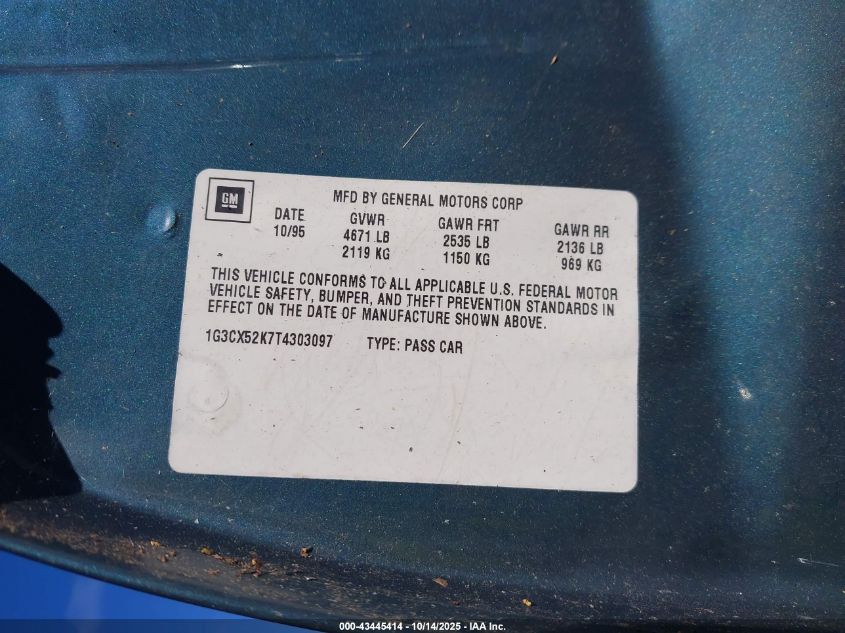 GM
MFD BY GENERAL MOTORS CORP
DATE GVWR GAWR FRT GAWR RR
10/95 4671 LB 2535 LB 2136 LB
2119 KG 1150 KG 969 KG
THIS VEHICLE CONFORMS TO ALL APPLICABLE U.S. FEDERAL MOTOR
VEHICLE SAFETY, BUMPER, AND THEFT PREVENTION STANDARDS IN
EFFECT ON THE DATE OF MANUFACTURE SHOWN ABOVE.
1G3CX52K7T4303097 TYPE: PASS CAR
000-43445414 - 10/14/2025 - IAA Inc.